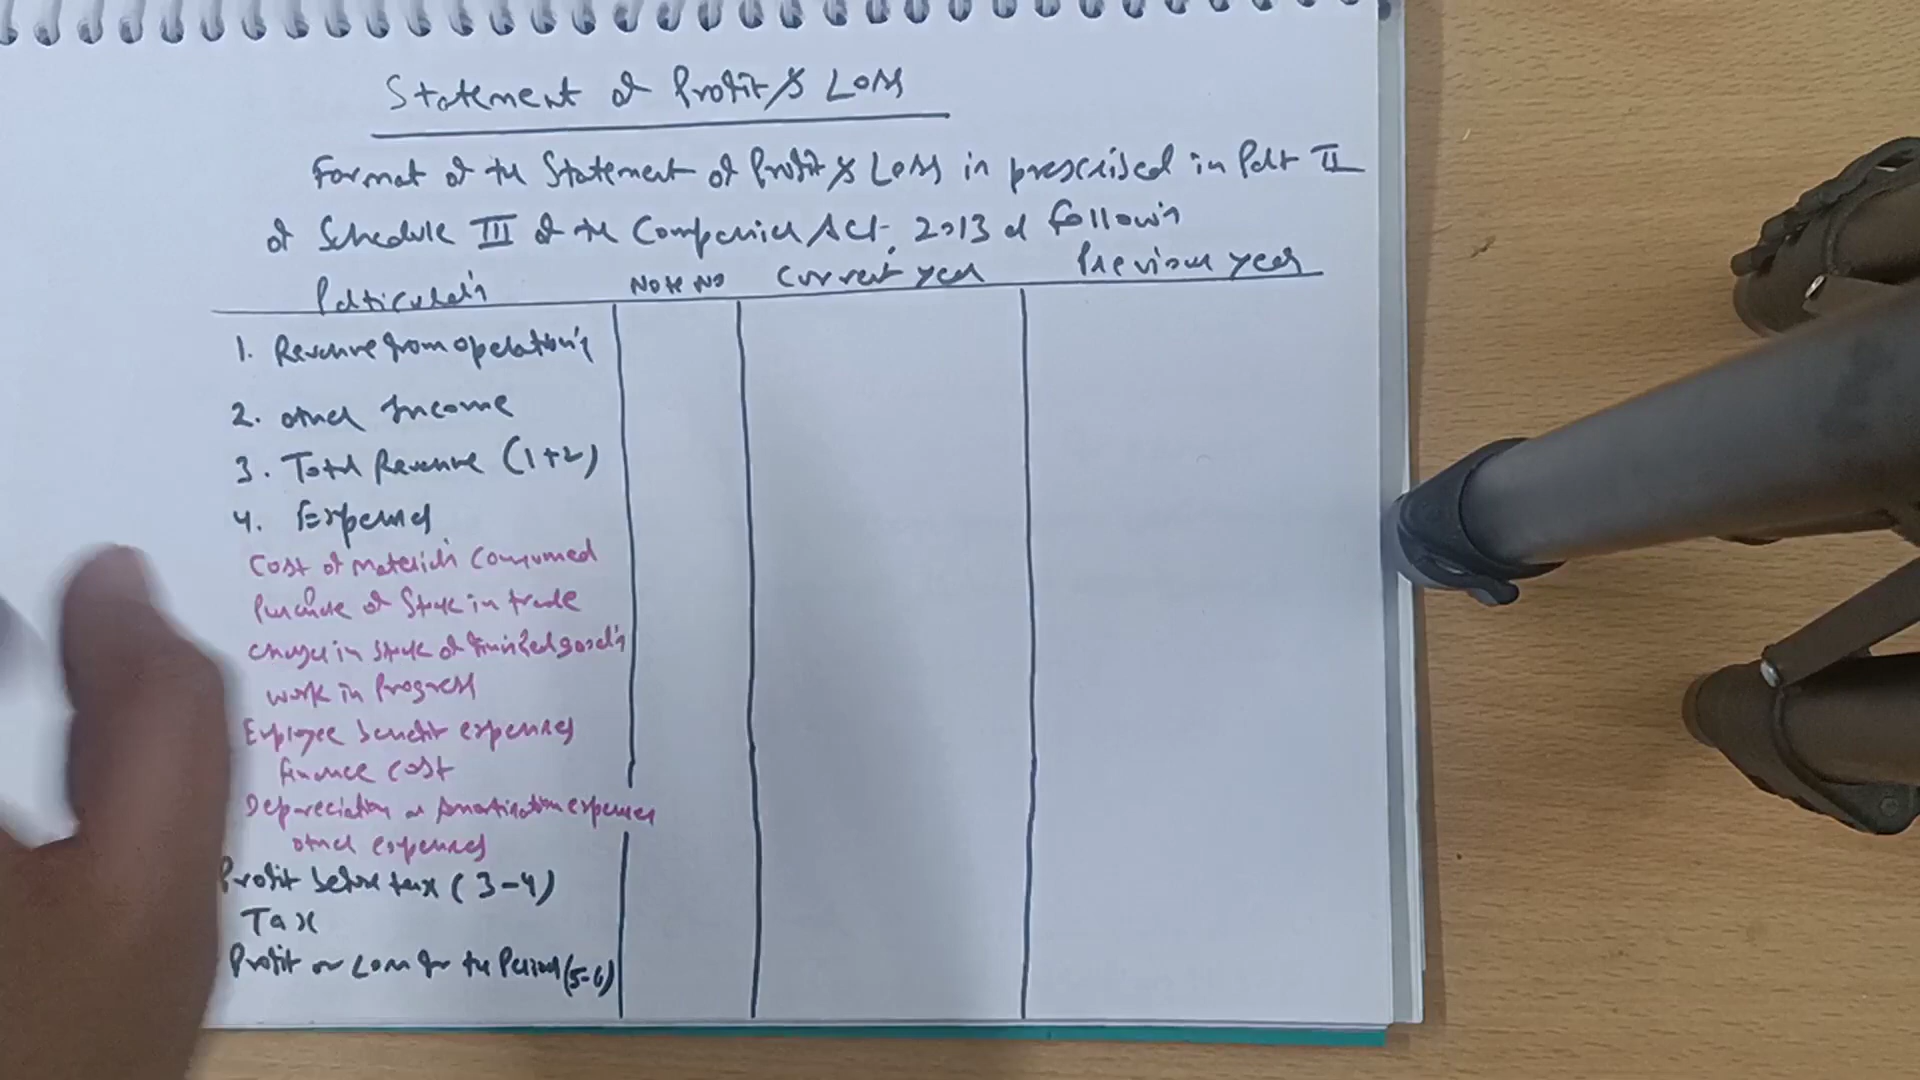 Statement of Profit & Loss
Format of the Statement of Profit & Loss is prescribed in Part II
of Schedule III of the Companies Act, 2013 as follows
Particulars Note No Current year Previous year
1. Revenue from operations
2. other Income
3. Total Revenue (1+2)
4. Expenses
Cost of materials Consumed
Purchase of Stock in trade
Change in stock of finished goods
work in Progress
Employee benefit expenses
finance cost
Depreciation or Amortisation expenses
other expenses
Profit before tax (3-4)
Tax
Profit or Loss for the Period (5-6)